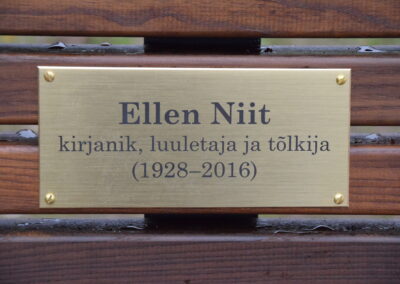 Ellen Niit
kirjanik, luuletaja ja tõlkija
(1928–2016)